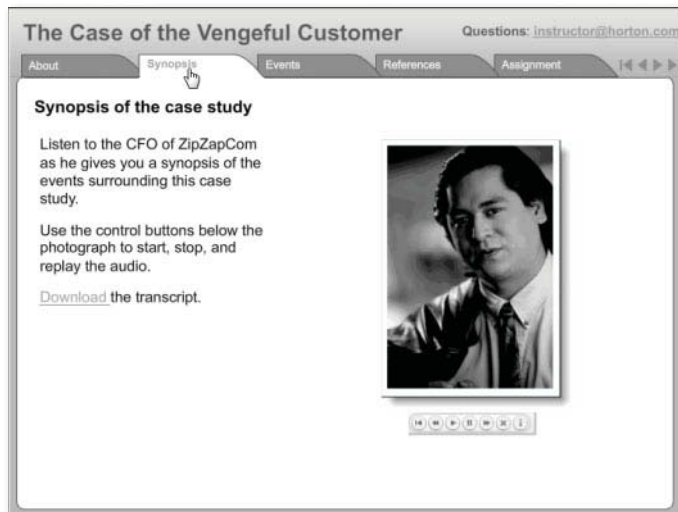 The Case of the Vengeful Customer
Questions: instructor@horton.com
About
Synopsis
Events
References
Assignment
Synopsis of the case study
Listen to the CFO of ZipZapCom
as he gives you a synopsis of the
events surrounding this case
study.
Use the control buttons below the
photograph to start, stop, and
replay the audio.
Download the transcript.